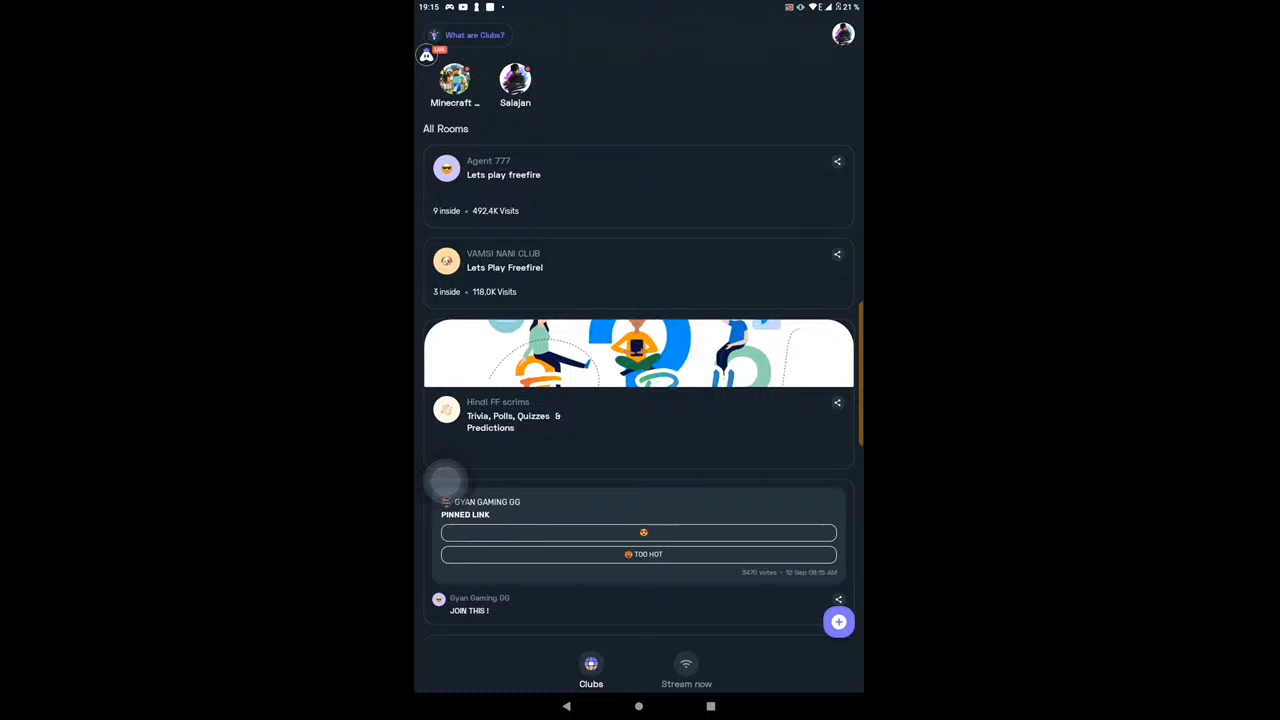 19:15
E
21 %
What are Clubs?
LIVE
Minecraft ...
Salajan
All Rooms
Agent 777
Lets play freefire
9 inside • 492,4K Visits
VAMSI NANI CLUB
Lets Play Freefire!
3 inside • 118,0K Visits
Hindi FF scrims
Trivia, Polls, Quizzes &
Predictions
GYAN GAMING GG
PINNED LINK
😍
🥵 TOO HOT
3470 votes • 12 Sep 08:15 AM
Gyan Gaming GG
JOIN THIS !
Clubs
Stream now